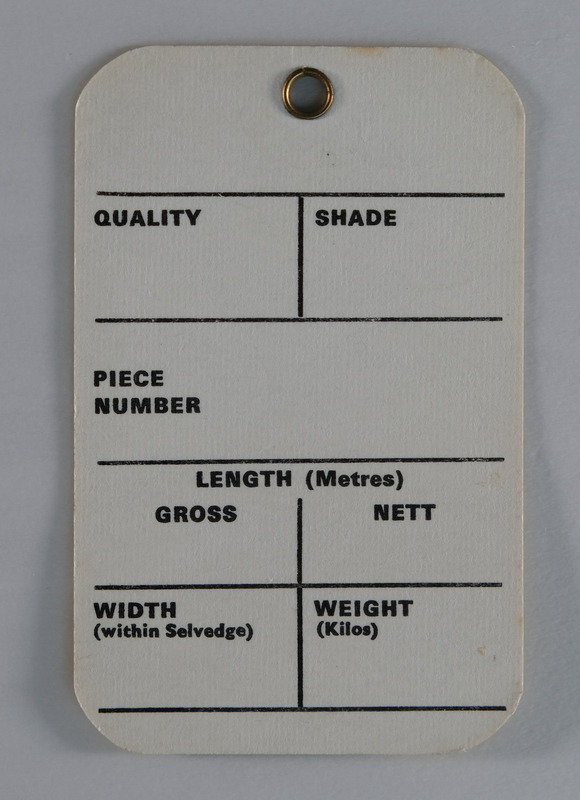 QUALITY SHADE
PIECE
NUMBER
LENGTH (Metres)
GROSS NETT
WIDTH WEIGHT
(within Selvedge) (Kilos)